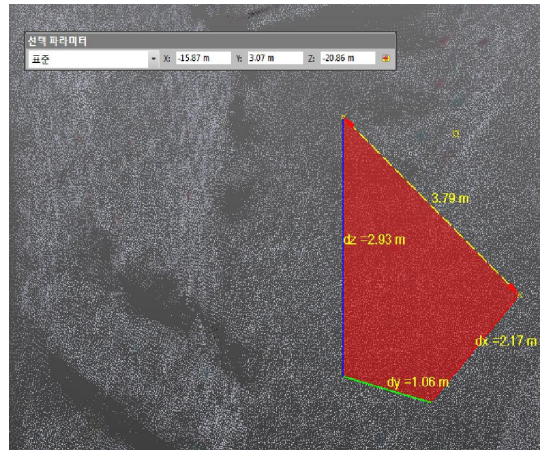 선택 파라미터
표준 X: -15.87 m Y: 3.07 m Z: -20.86 m
3.79 m
dz =2.93 m
dx =2.17 m
dy =1.06 m